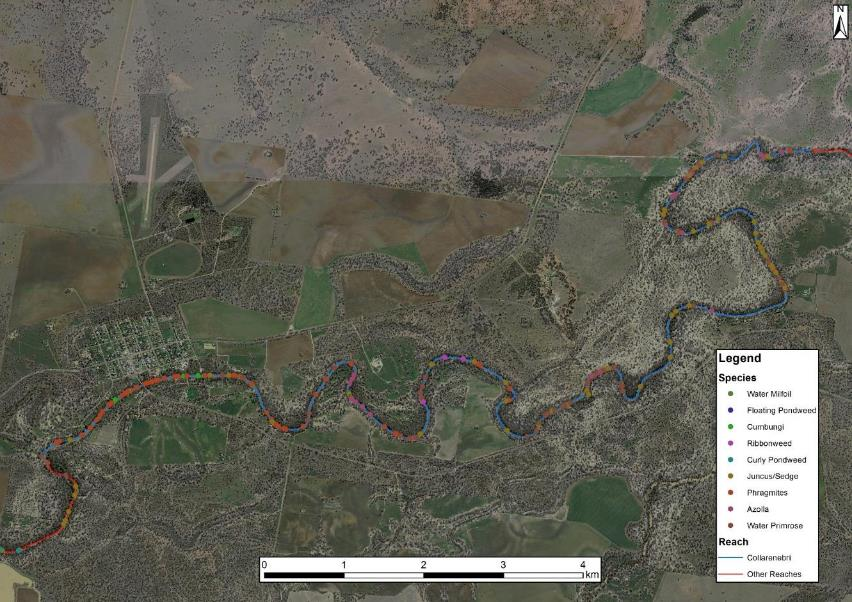 N
Legend
Species
Water Milfoil
Floating Pondweed
Cumbungi
Ribbonweed
Curly Pondweed
Juncus/Sedge
Phragmites
Azolla
Water Primrose
Reach
Collarenebri
Other Reaches
0 1 2 3 4
km